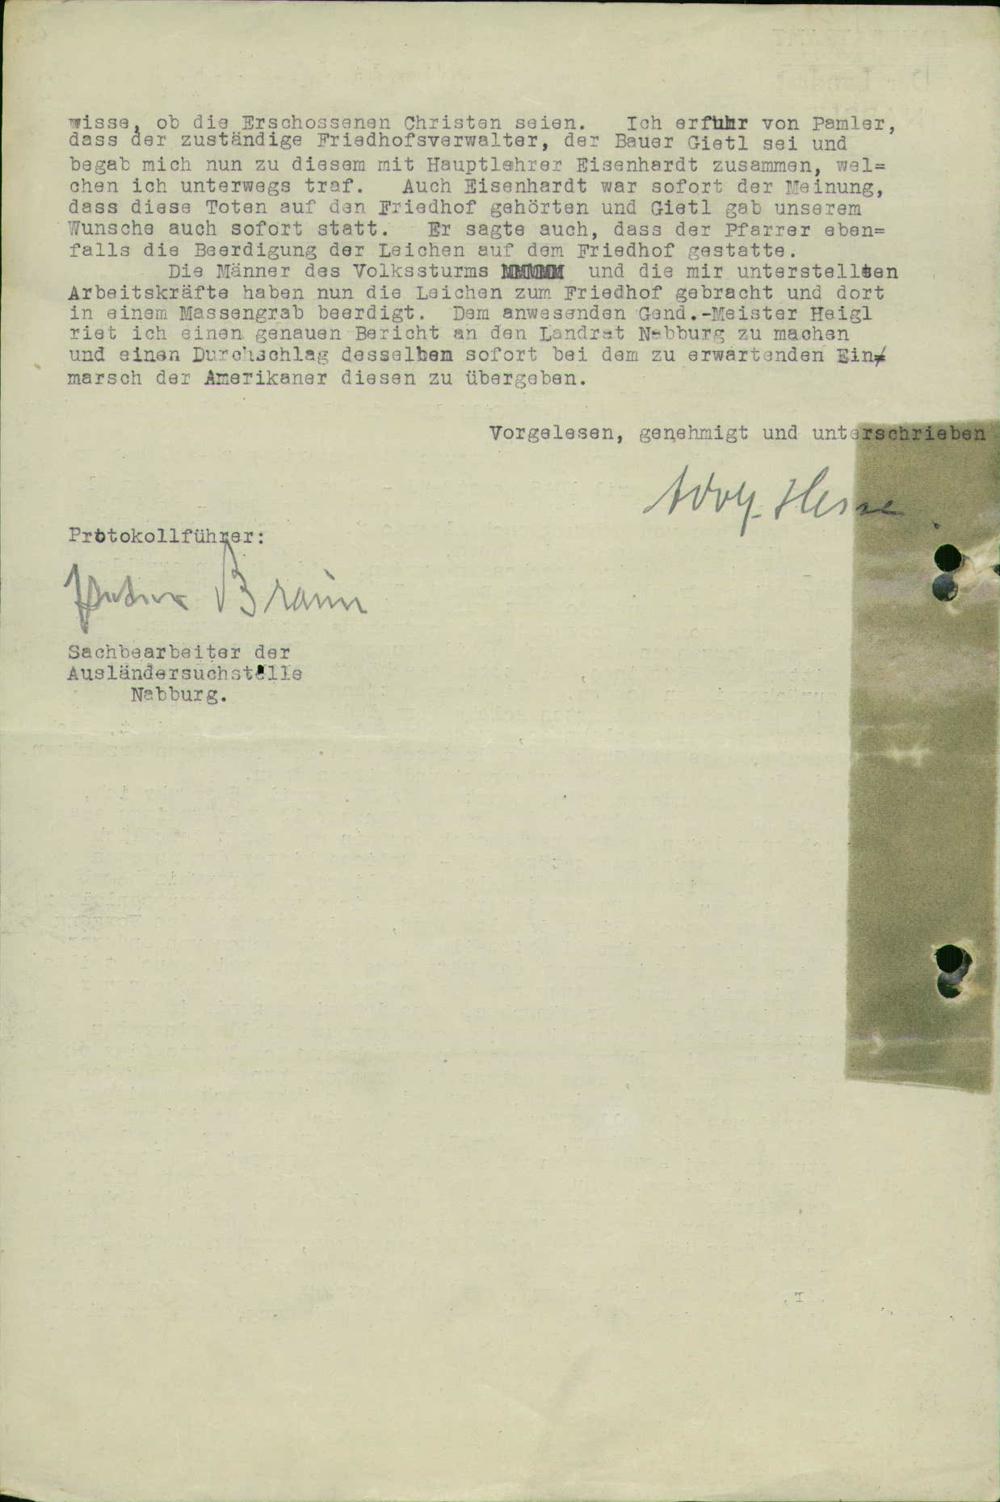 wisse, ob die Erschossenen Christen seien. Ich erfuhr von Pamler,
dass der zuständige Friedhofsverwalter, der Bauer Gietl sei und
begab mich nun zu diesem mit Hauptlehrer Eisenhardt zusammen, wel=
chen ich unterwegs traf. Auch Eisenhardt war sofort der Meinung,
dass diese Toten auf den Friedhof gehörten und Gietl gab unserem
Wunsche auch sofort statt. Er sagte auch, dass der Pfarrer eben=
falls die Beerdigung der Leichen auf dem Friedhof gestatte.
Die Männer des Volkssturms und die mir unterstellten
Arbeitskräfte haben nun die Leichen zum Friedhof gebracht und dort
in einem Massengrab beerdigt. Dem anwesenden Gend.-Meister Heigl
riet ich einen genauen Bericht an den Landrat Nabburg zu machen
und einen Durchschlag desselben sofort bei dem zu erwartenden Ein=
marsch der Amerikaner diesen zu übergeben.
Vorgelesen, genehmigt und unterschrieben
Adolf Hesse
Protokollführer:
Braun
Sachbearbeiter der
Ausländersuchstelle
Nabburg.